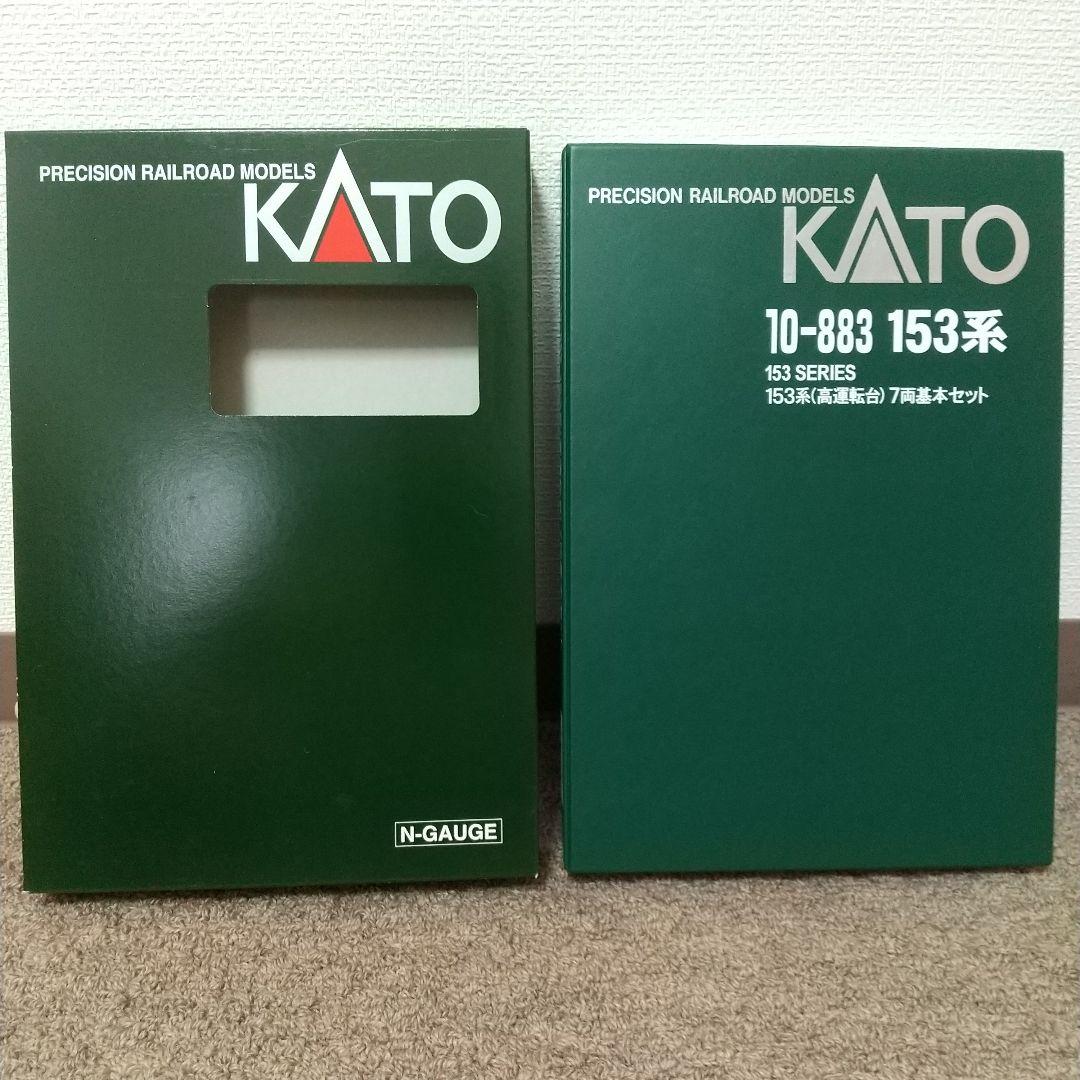 PRECISION RAILROAD MODELS
KATO
N-GAUGE
PRECISION RAILROAD MODELS
KATO
10-883 153系
153 SERIES
153系(高運転台) 7両基本セット